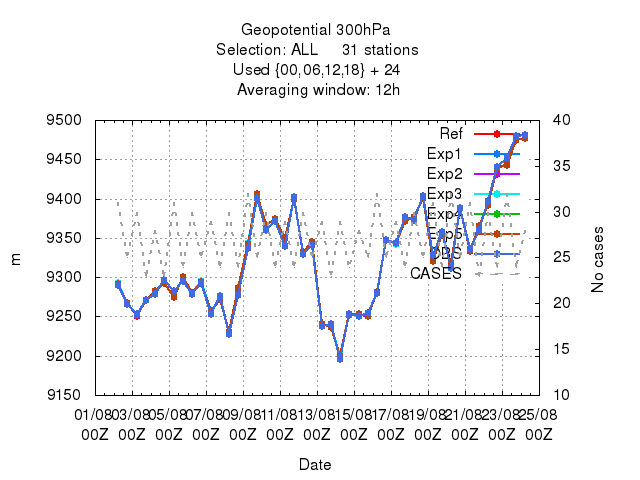 Geopotential 300hPa
Selection: ALL 31 stations
Used {00,06,12,18} + 24
Averaging window: 12h
9500
9450
9400
9350
9300
9250
9200
9150
m
40
35
30
25
20
15
10
No cases
Ref
Exp1
Exp2
Exp3
Exp4
Exp5
OBS
CASES
01/08 03/08 05/08 07/08 09/08 11/08 13/08 15/08 17/08 19/08 21/08 23/08 25/08
00Z 00Z 00Z 00Z 00Z 00Z 00Z 00Z 00Z 00Z 00Z 00Z 00Z
Date